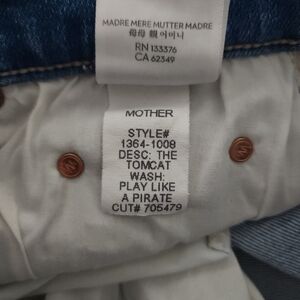 MADRE MERE MUTTER MADRE
母母 親 어머니
RN 133376
CA 62349
MOTHER
STYLE#
1364-1008
DESC: THE
TOMCAT
WASH:
PLAY LIKE
A PIRATE
CUT# 705479